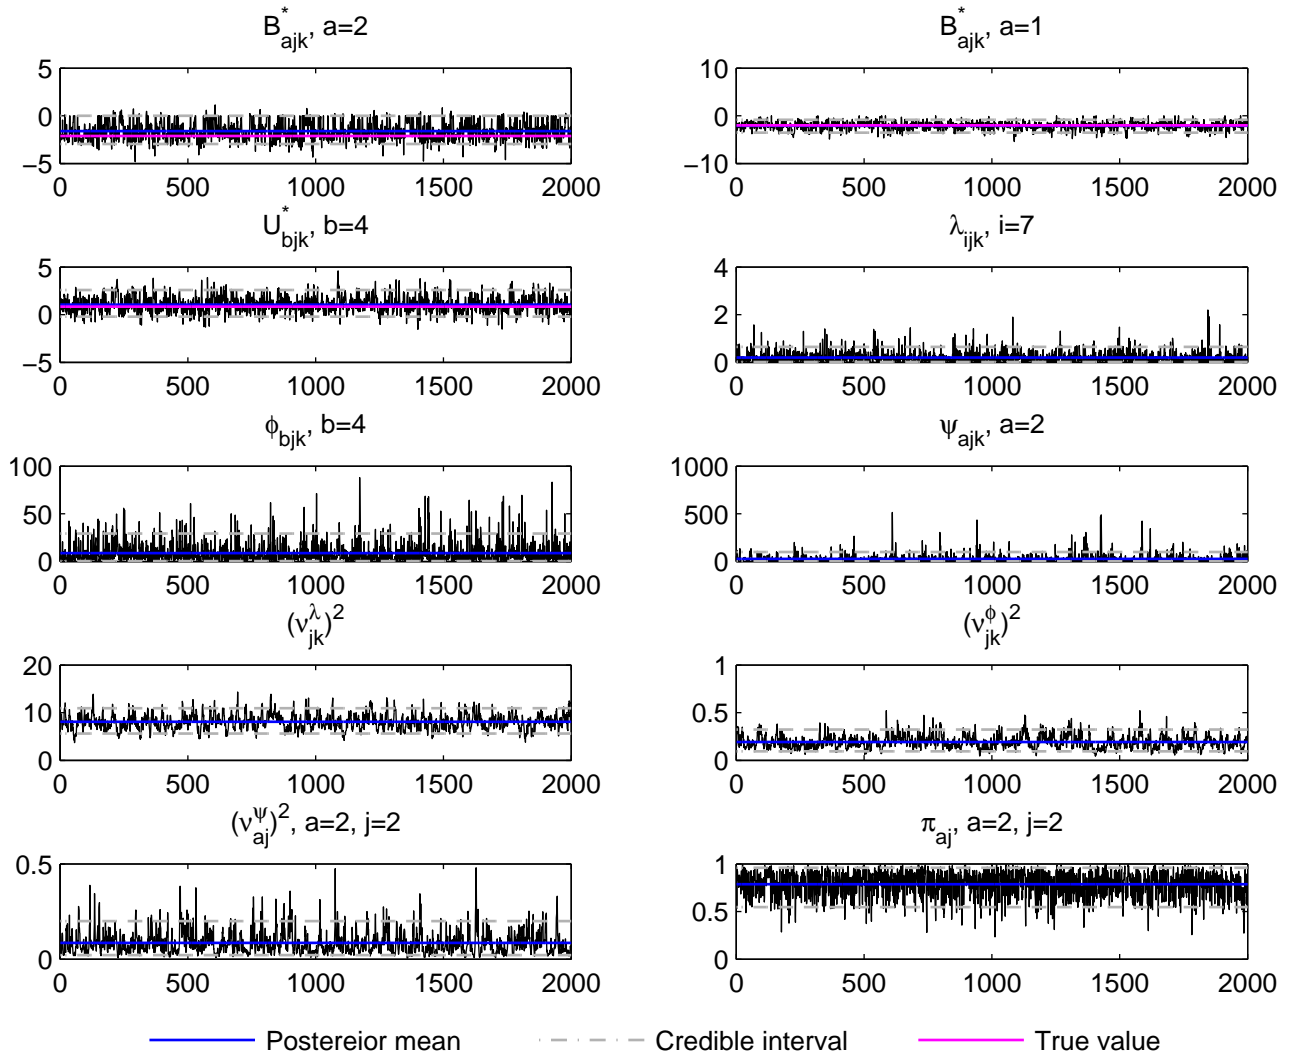 B*ajk, a=2
5
0
−5
0 500 1000 1500 2000
B*ajk, a=1
10
0
−10
0 500 1000 1500 2000
U*bjk, b=4
5
0
−5
0 500 1000 1500 2000
λijk, i=7
4
2
0
0 500 1000 1500 2000
ϕbjk, b=4
100
50
0
0 500 1000 1500 2000
ψajk, a=2
1000
500
0
0 500 1000 1500 2000
(νλjk)2
20
10
0
0 500 1000 1500 2000
(νϕjk)2
1
0.5
0
0 500 1000 1500 2000
(νψaj)2, a=2, j=2
0.5
0
0 500 1000 1500 2000
πaj, a=2, j=2
1
0.5
0
0 500 1000 1500 2000
Postereior mean
Credible interval
True value